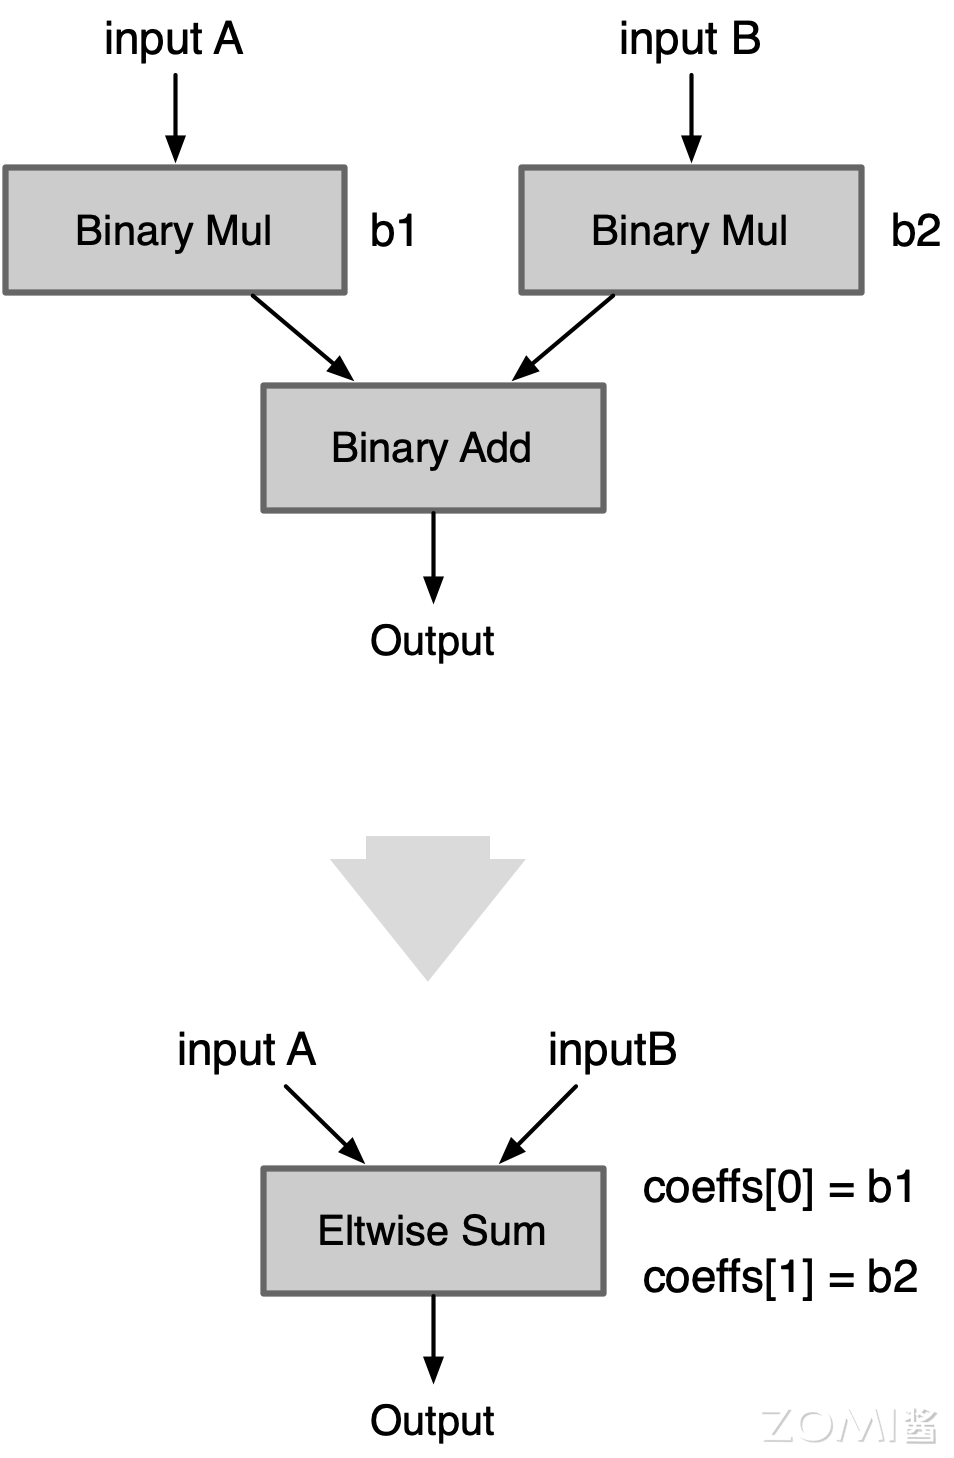 input A
input B
Binary Mul
b1
Binary Mul
b2
Binary Add
Output
input A
inputB
Eltwise Sum
coeffs[0] = b1
coeffs[1] = b2
Output
ZOMI酱